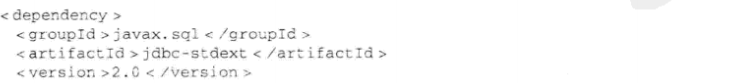 <dependency>
<groupId>javax.sql</groupId>
<artifactId>jdbc-stdext</artifactId>
<version>2.0</version>